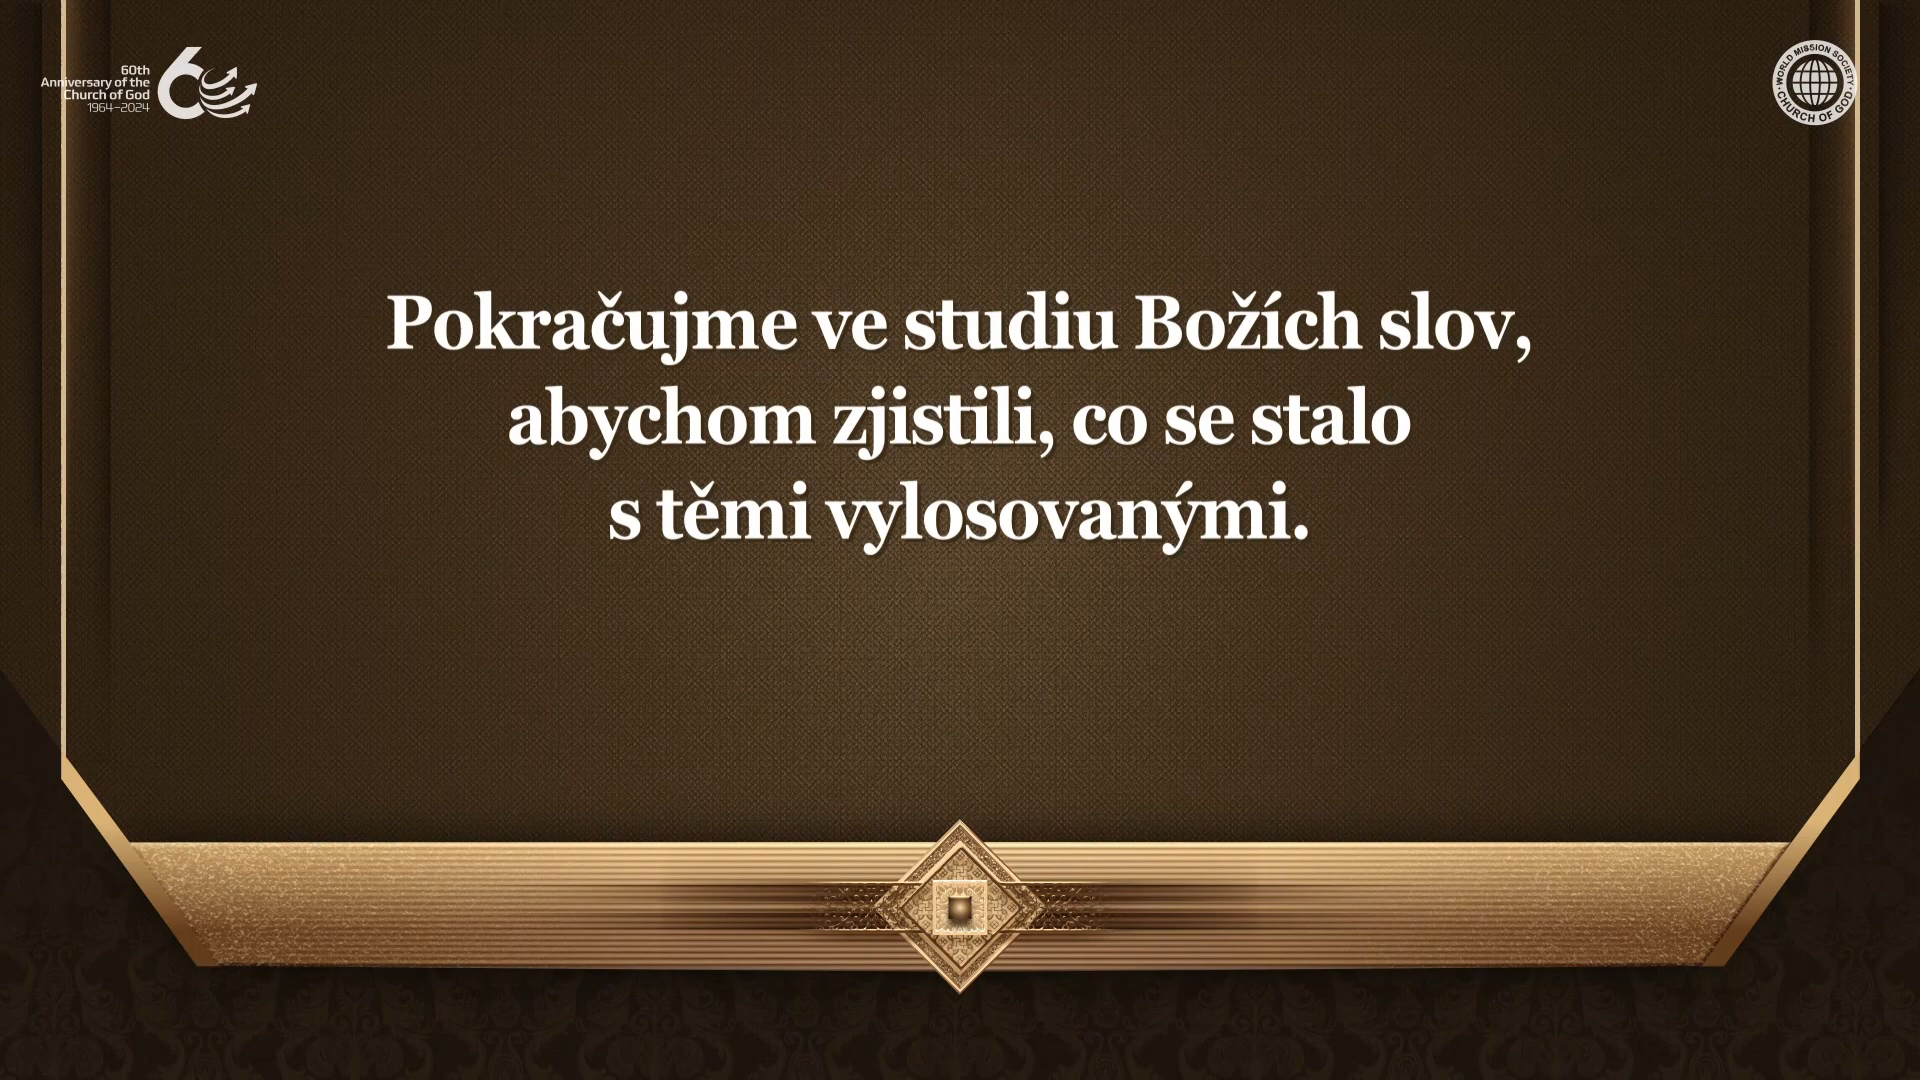 60th
Anniversary of the
Church of God
1964–2024
60
WORLD MISSION SOCIETY
CHURCH OF GOD
Pokračujme ve studiu Božích slov,
abychom zjistili, co se stalo
s těmi vylosovanými.